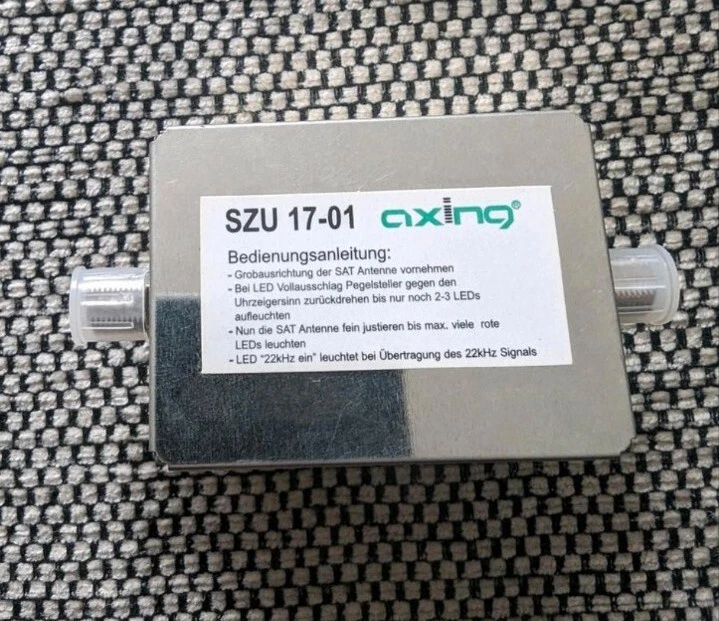 SZU 17-01 axing®
Bedienungsanleitung:
- Grobausrichtung der SAT Antenne vornehmen
- Bei LED Vollausschlag Pegelsteller gegen den
Uhrzeigersinn zurückdrehen bis nur noch 2-3 LEDs
aufleuchten
- Nun die SAT Antenne fein justieren bis max. viele rote
LEDs leuchten
- LED "22kHz ein" leuchtet bei Übertragung des 22kHz Signals